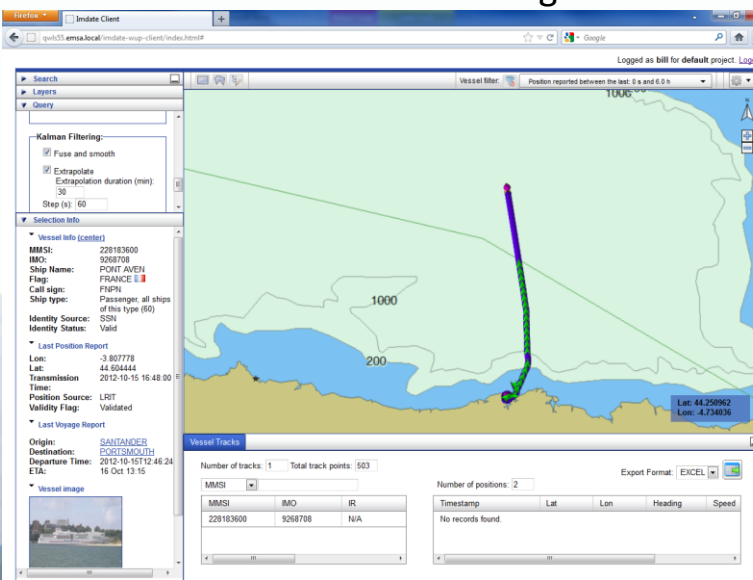 Firefox
Imdate Client
+
qwls55.emsa.local/imdate-wup-client/index.html#
Google
Logged as bill for default project.
Search
Layers
Query
Kalman Filtering:
Fuse and smooth
Extrapolate
Extrapolation duration (min):
30
Step (s): 60
Selection Info
Vessel Info (center)
MMSI: 228183600
IMO: 9268708
Ship Name: PONT AVEN
Flag: FRANCE
Call sign: FNPN
Ship type: Passenger, all ships
of this type (60)
Identity Source: SSN
Identity Status: Valid
Last Position Report
Lon: -3.807778
Lat: 44.604444
Transmission 2012-10-15 16:48:00
Time:
Position Source: LRIT
Validity Flag: Validated
Last Voyage Report
Origin: SANTANDER
Destination: PORTSMOUTH
Departure Time: 2012-10-15T12:46:24
ETA: 16 Oct 13:15
Vessel image
Vessel filter: Position reported between the last: 0 s and 6.0 h
1000
200
Lat: 44.250962
Lon: -4.734036
Vessel Tracks
Number of tracks: 1 Total track points: 503
Export Format: EXCEL
MMSI
Number of positions: 2
MMSI IMO IR
Timestamp Lat Lon Heading Speed
228183600 9268708 N/A
No records found.